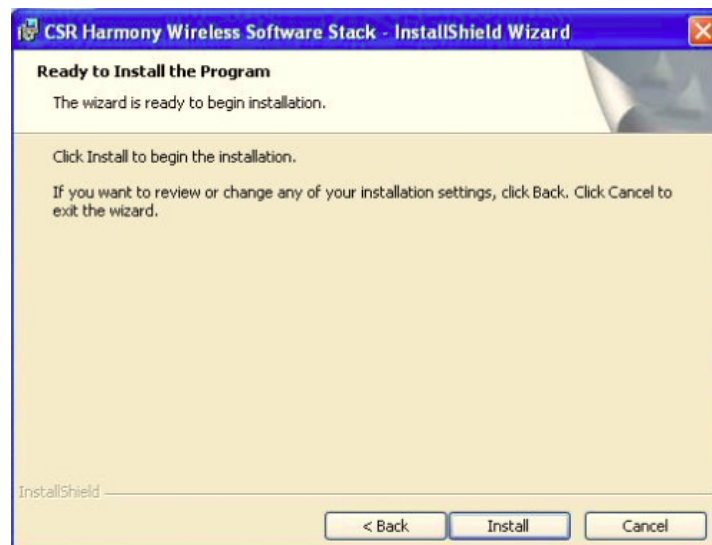 CSR Harmony Wireless Software Stack - InstallShield Wizard
Ready to Install the Program
The wizard is ready to begin installation.
Click Install to begin the installation.
If you want to review or change any of your installation settings, click Back. Click Cancel to
exit the wizard.
InstallShield
< Back
Install
Cancel